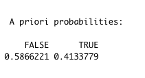 A priori probabilities:
FALSE TRUE
0.5866221 0.4133779